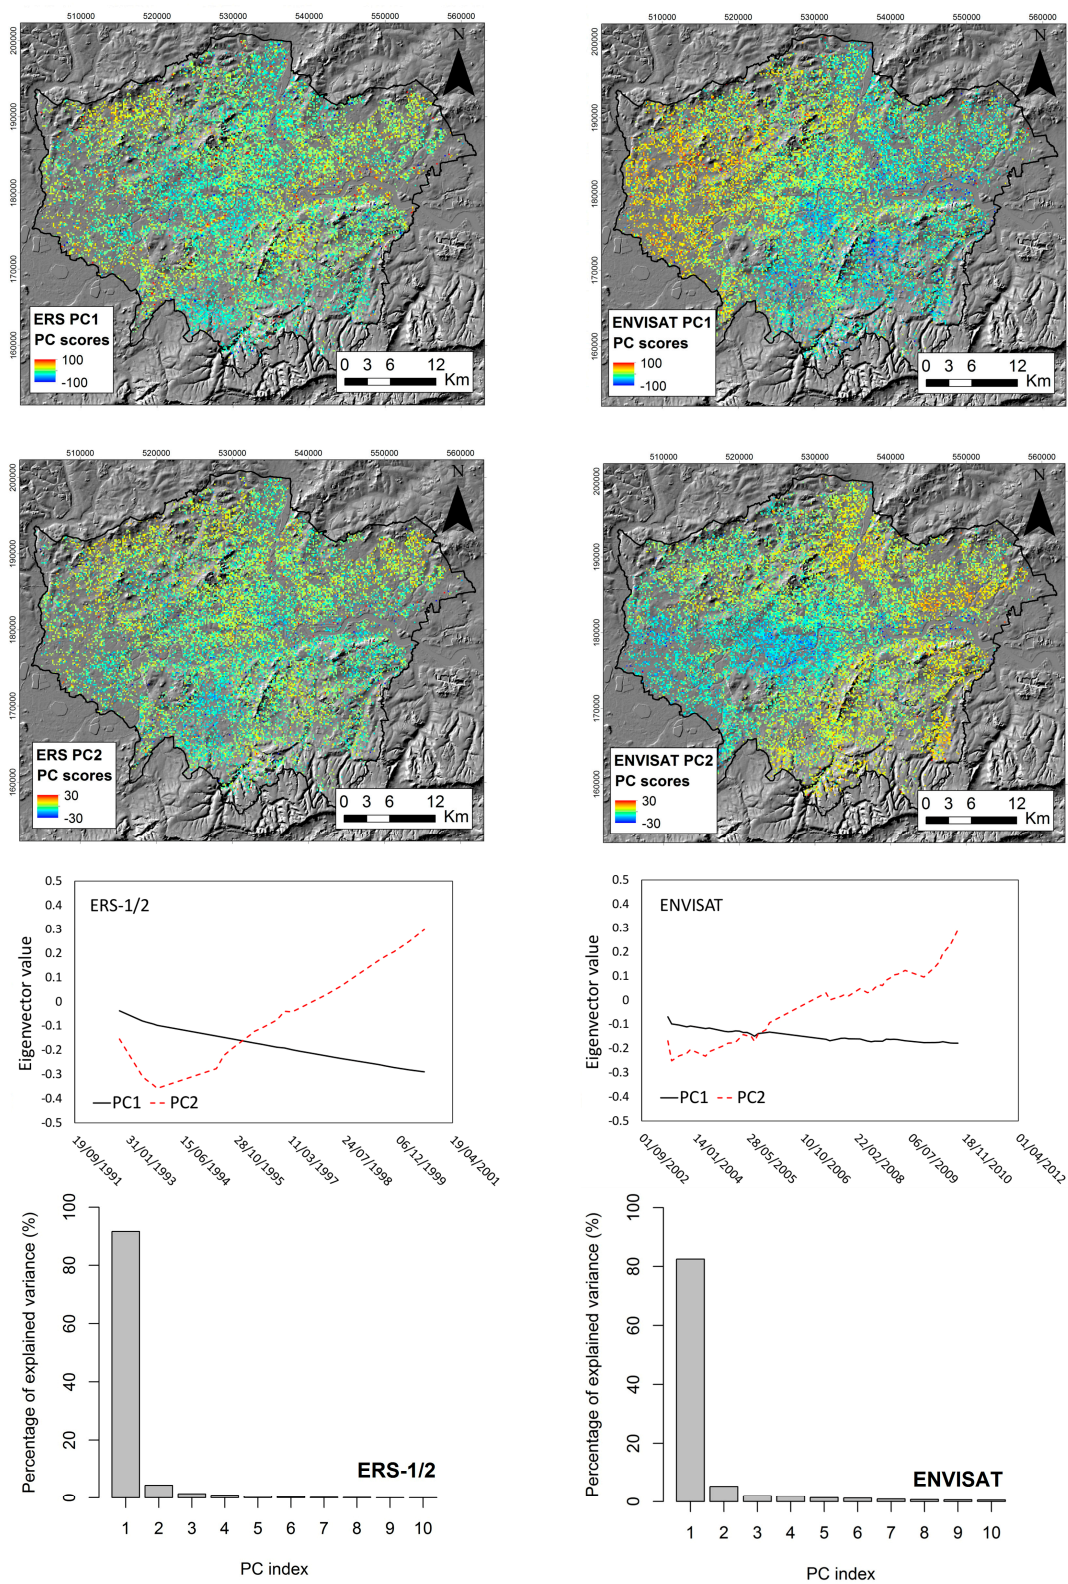 510000 520000 530000 540000 550000 560000
200000
190000
180000
170000
160000
N
ERS PC1
PC scores
100
-100
0 3 6 12
Km
510000 520000 530000 540000 550000 560000
200000
190000
180000
170000
160000
N
ENVISAT PC1
PC scores
100
-100
0 3 6 12
Km
510000 520000 530000 540000 550000 560000
200000
190000
180000
170000
160000
N
ERS PC2
PC scores
30
-30
0 3 6 12
Km
510000 520000 530000 540000 550000 560000
200000
190000
180000
170000
160000
N
ENVISAT PC2
PC scores
30
-30
0 3 6 12
Km
ERS-1/2
Eigenvector value
0.5
0.4
0.3
0.2
0.1
0
-0.1
-0.2
-0.3
-0.4
-0.5
PC1 PC2
19/09/1991 31/01/1993 15/06/1994 28/10/1995 11/03/1997 24/07/1998 06/12/1999 19/04/2001
ENVISAT
Eigenvector value
0.5
0.4
0.3
0.2
0.1
0
-0.1
-0.2
-0.3
-0.4
-0.5
PC1 PC2
01/09/2002 14/01/2004 28/05/2005 10/10/2006 22/02/2008 06/07/2009 18/11/2010 01/04/2012
Percentage of explained variance (%)
100
80
60
40
20
0
ERS-1/2
1 2 3 4 5 6 7 8 9 10
PC index
Percentage of explained variance (%)
100
80
60
40
20
0
ENVISAT
1 2 3 4 5 6 7 8 9 10
PC index